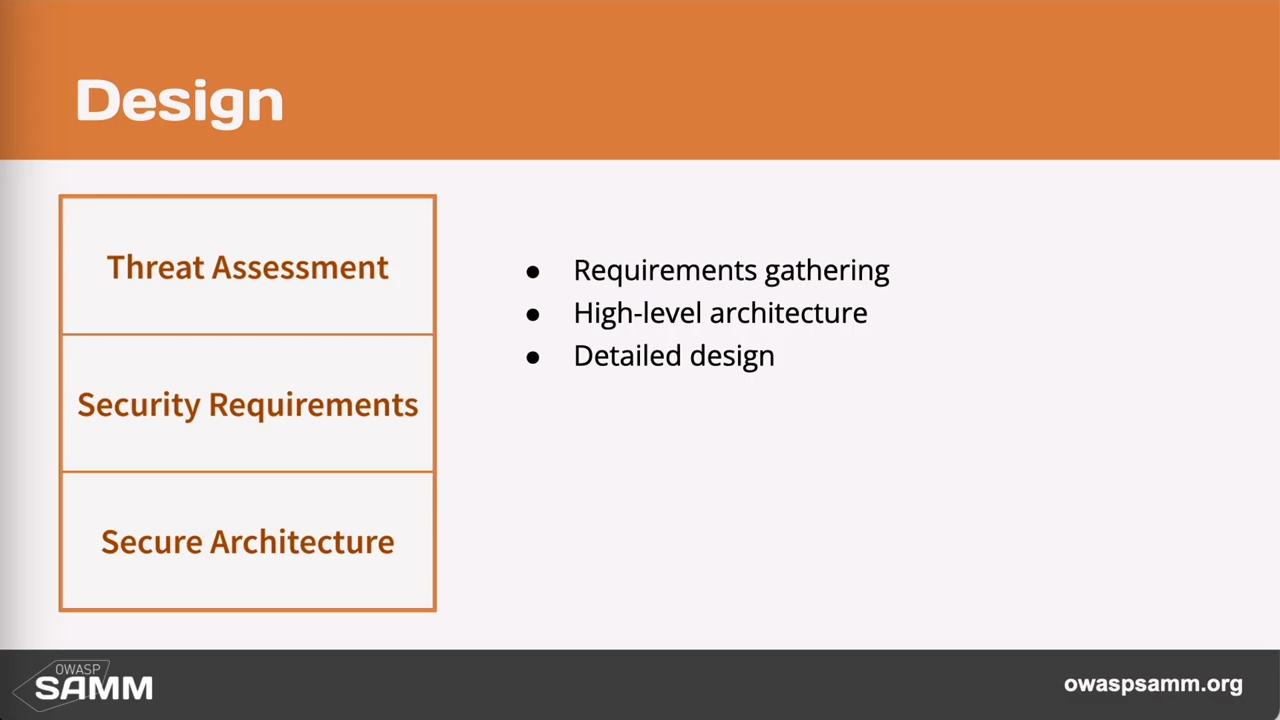 Design
Threat Assessment
Security Requirements
Secure Architecture
● Requirements gathering
● High-level architecture
● Detailed design
OWASP
SAMM
owaspsamm.org